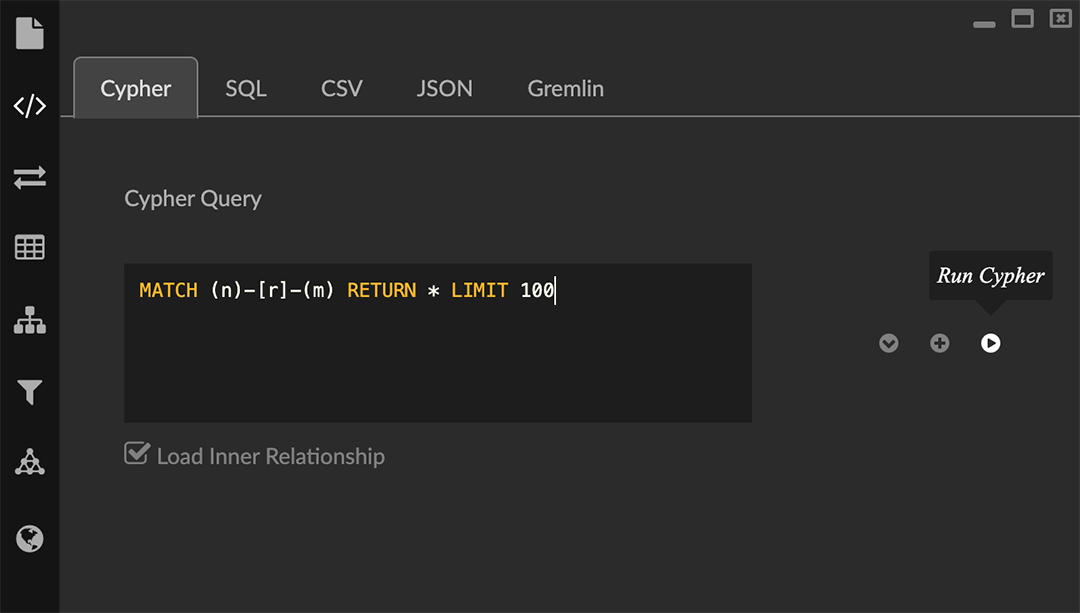 Cypher SQL CSV JSON Gremlin
Cypher Query
MATCH (n)-[r]-(m) RETURN * LIMIT 100
Run Cypher
Load Inner Relationship